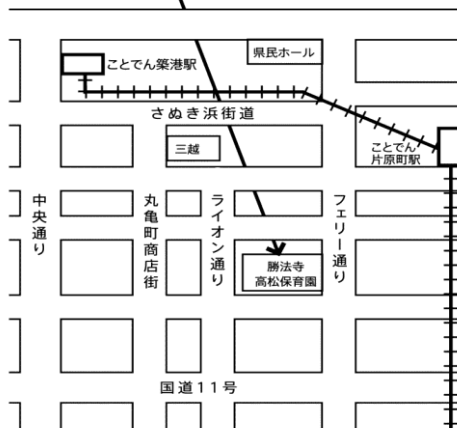 県民ホール
ことでん築港駅
さぬき浜街道
三越
ことでん
片原町駅
中央通り
丸亀町商店街
ライオン通り
フェリー通り
勝法寺
高松保育園
国道11号